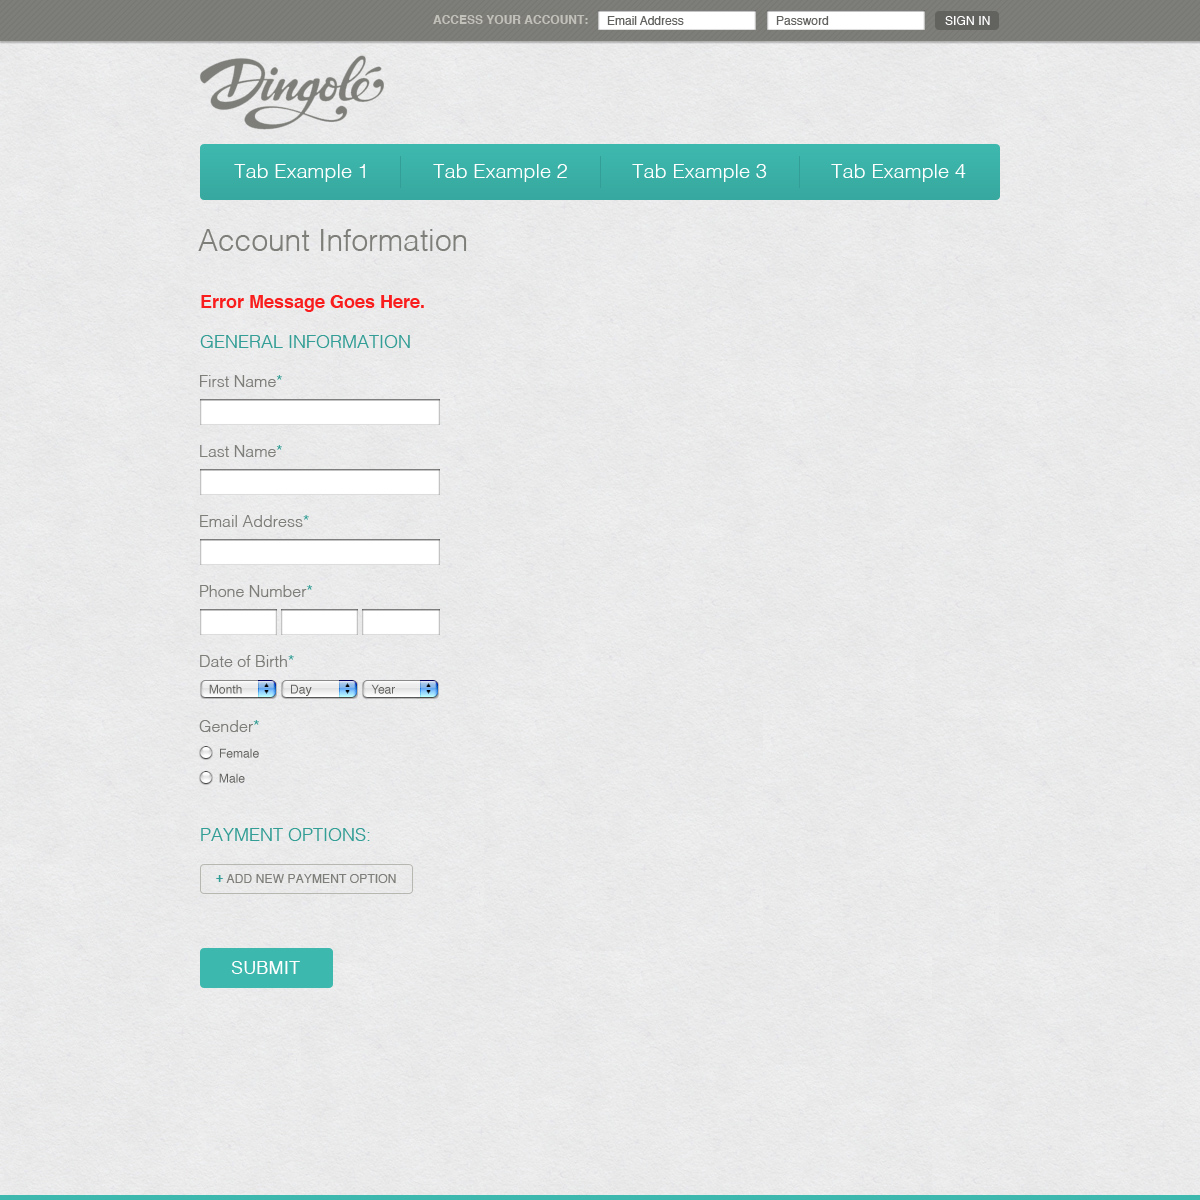 ACCESS YOUR ACCOUNT: Email Address Password SIGN IN
Dingolé
Tab Example 1 Tab Example 2 Tab Example 3 Tab Example 4
Account Information
Error Message Goes Here.
GENERAL INFORMATION
First Name*
Last Name*
Email Address*
Phone Number*
Date of Birth*
Month Day Year
Gender*
Female
Male
PAYMENT OPTIONS:
+ ADD NEW PAYMENT OPTION
SUBMIT